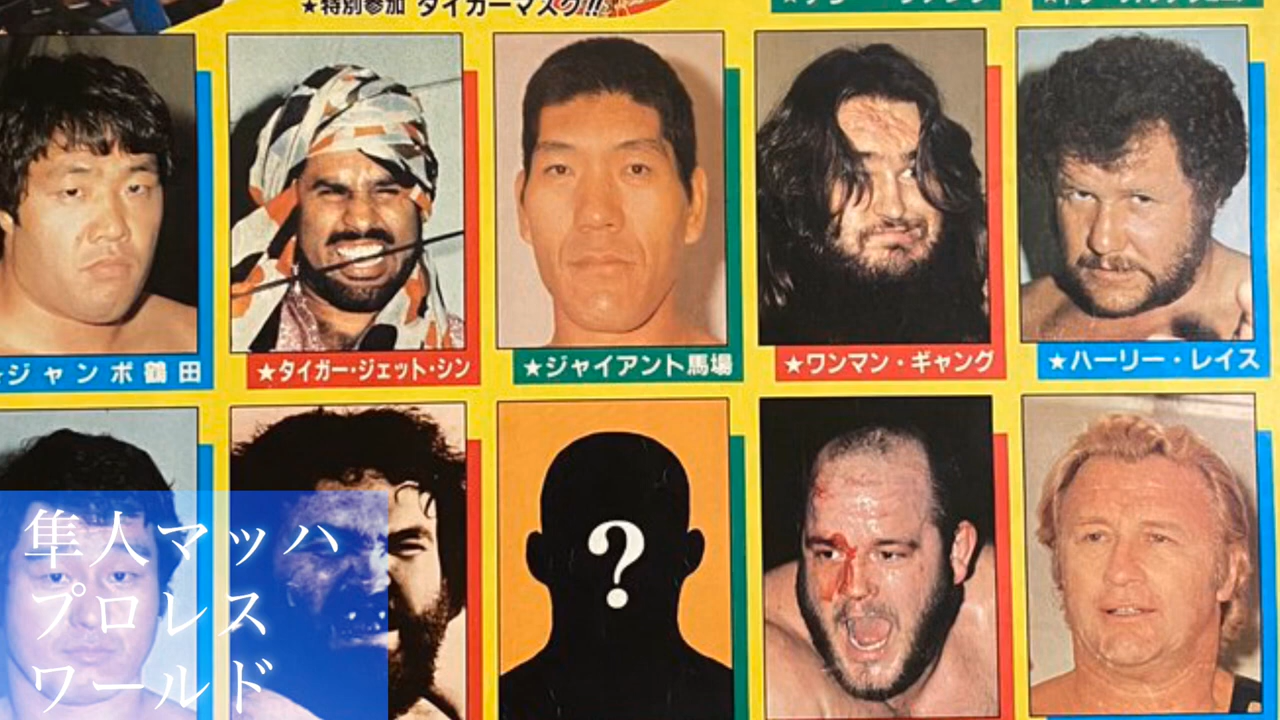 ★特別参加 タイガーマスク!!
★ジャンボ鶴田
★タイガー・ジェット・シン
★ジャイアント馬場
★ワンマン・ギャング
★ハーリー・レイス
?
隼人マッハ
プロレス
ワールド